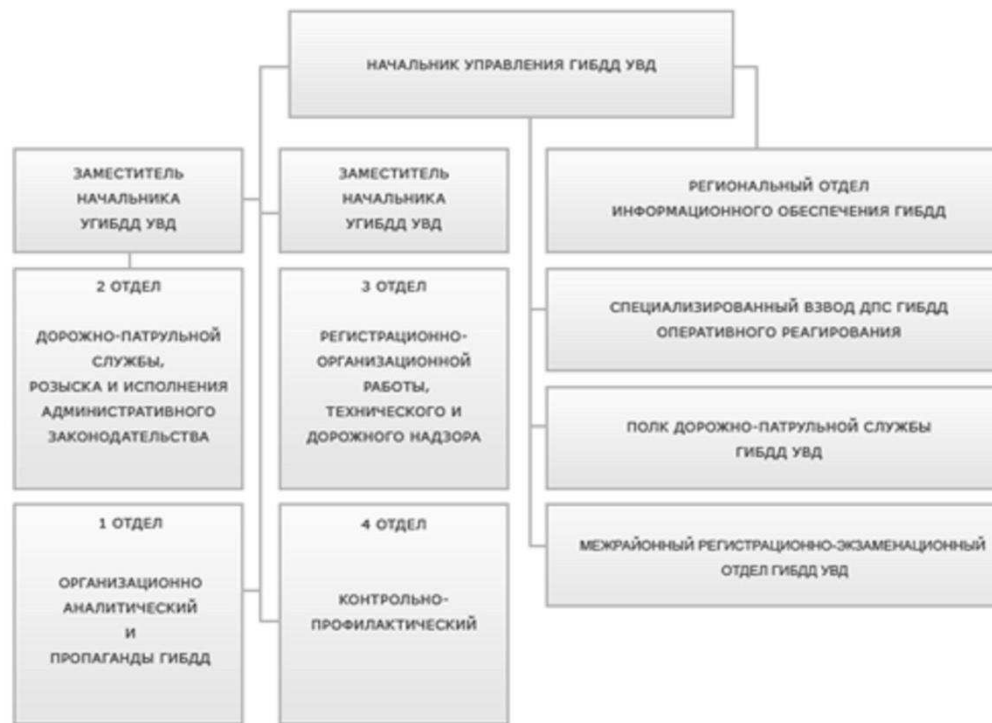 НАЧАЛЬНИК УПРАВЛЕНИЯ ГИБДД УВД
ЗАМЕСТИТЕЛЬ
НАЧАЛЬНИКА
УГИБДД УВД
ЗАМЕСТИТЕЛЬ
НАЧАЛЬНИКА
УГИБДД УВД
РЕГИОНАЛЬНЫЙ ОТДЕЛ
ИНФОРМАЦИОННОГО ОБЕСПЕЧЕНИЯ ГИБДД
2 ОТДЕЛ
ДОРОЖНО-ПАТРУЛЬНОЙ
СЛУЖБЫ,
РОЗЫСКА И ИСПОЛНЕНИЯ
АДМИНИСТРАТИВНОГО
ЗАКОНОДАТЕЛЬСТВА
3 ОТДЕЛ
РЕГИСТРАЦИОННО-
ОРГАНИЗАЦИОННОЙ
РАБОТЫ,
ТЕХНИЧЕСКОГО И
ДОРОЖНОГО НАДЗОРА
СПЕЦИАЛИЗИРОВАННЫЙ ВЗВОД ДПС ГИБДД
ОПЕРАТИВНОГО РЕАГИРОВАНИЯ
ПОЛК ДОРОЖНО-ПАТРУЛЬНОЙ СЛУЖБЫ
ГИБДД УВД
1 ОТДЕЛ
ОРГАНИЗАЦИОННО
АНАЛИТИЧЕСКИЙ
И
ПРОПАГАНДЫ ГИБДД
4 ОТДЕЛ
КОНТРОЛЬНО-
ПРОФИЛАКТИЧЕСКИЙ
МЕЖРАЙОННЫЙ РЕГИСТРАЦИОННО-ЭКЗАМЕНАЦИОННЫЙ
ОТДЕЛ ГИБДД УВД